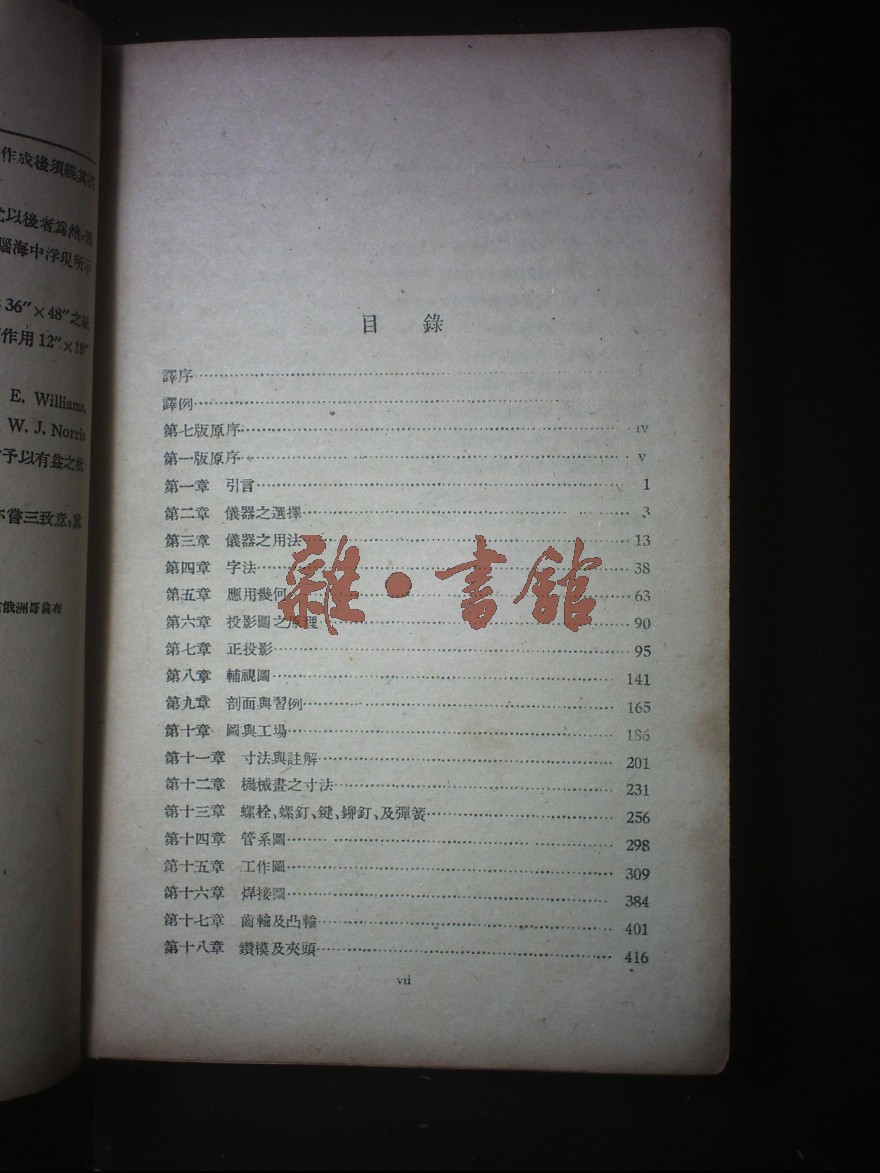 作成後須經其
尤以後者爲然,
腦海中浮現所示
36″×48″之紙
作用12″×18″
E. Williams,
W. J. Norris
予以有益之故
嘗三致意,冀
俄洲哥倫布
目 錄
譯序
譯例
第七版原序 iv
第一版原序 v
第一章 引言 1
第二章 儀器之選擇 3
第三章 儀器之用法 13
第四章 字法 38
第五章 應用幾何 63
第六章 投影圖之原理 90
第七章 正投影 95
第八章 輔視圖 141
第九章 剖面與習例 165
第十章 圖與工場 186
第十一章 寸法與註解 201
第十二章 機械畫之寸法 231
第十三章 螺栓、螺釘、鍵、鉚釘、及彈簧 256
第十四章 管系圖 298
第十五章 工作圖 309
第十六章 焊接圖 384
第十七章 齒輪及凸輪 401
第十八章 鑽模及夾頭 416
vii
雜·書館